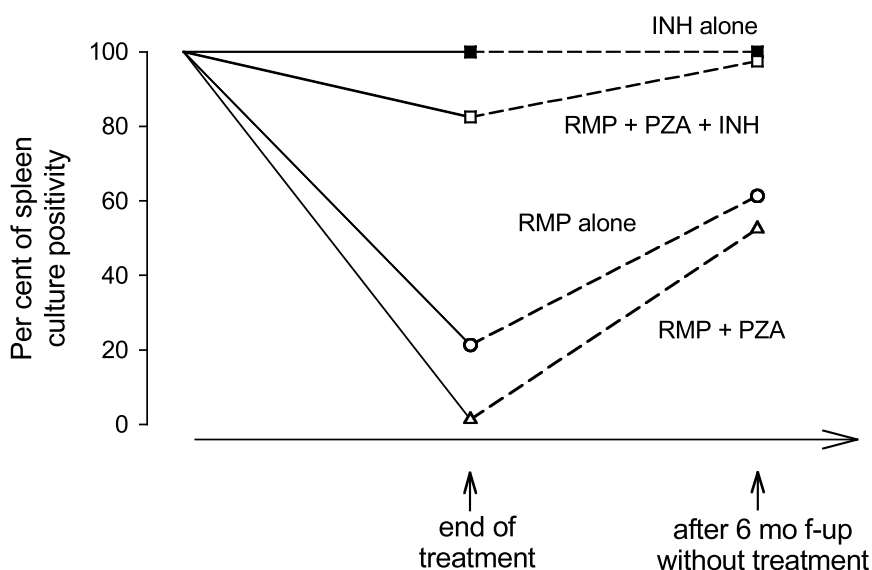 INH alone
100
80
60
40
20
0
Per cent of spleen
culture positivity
RMP + PZA + INH
RMP alone
RMP + PZA
end of
treatment
after 6 mo f-up
without treatment